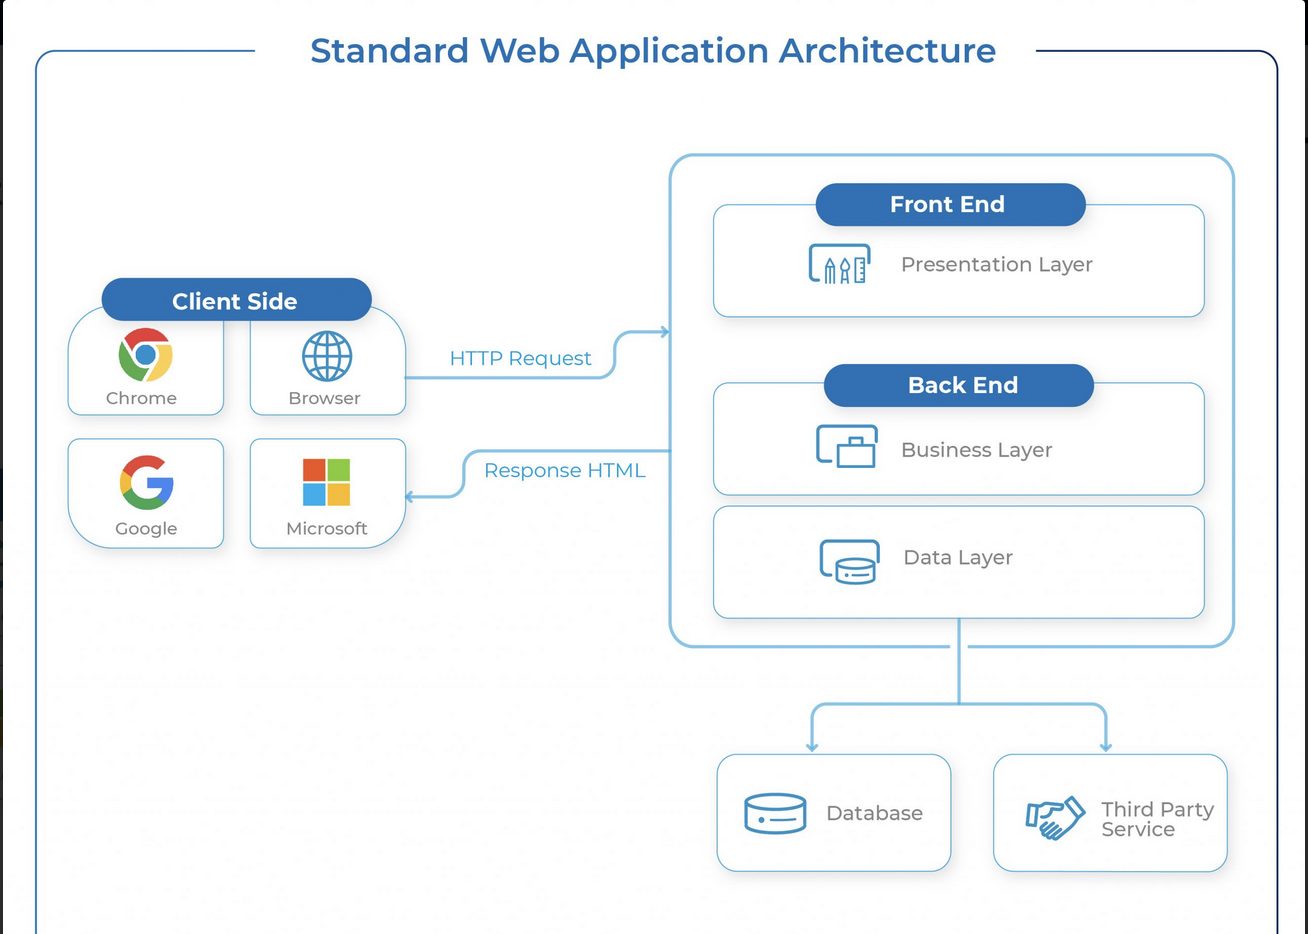 Standard Web Application Architecture
Client Side
Chrome
Browser
Google
Microsoft
HTTP Request
Response HTML
Front End
Presentation Layer
Back End
Business Layer
Data Layer
Database
Third Party
Service